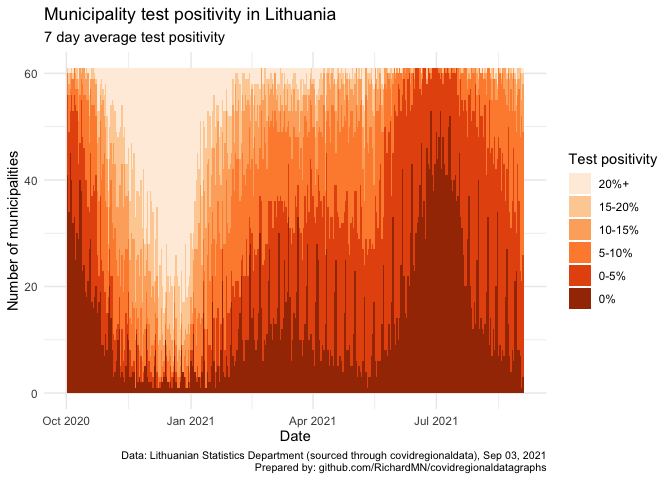 Municipality test positivity in Lithuania
7 day average test positivity
Number of municipalities
60
40
20
0
Oct 2020
Jan 2021
Apr 2021
Jul 2021
Date
Test positivity
20%+
15-20%
10-15%
5-10%
0-5%
0%
Data: Lithuanian Statistics Department (sourced through covidregionaldata), Sep 03, 2021
Prepared by: github.com/RichardMN/covidregionaldatagraphs